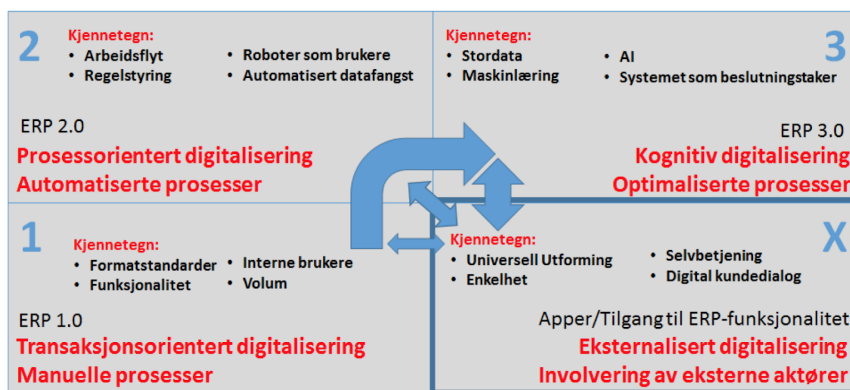 2
Kjennetegn:
• Arbeidsflyt
• Regelstyring
• Roboter som brukere
• Automatisert datafangst
ERP 2.0
Prosessorientert digitalisering
Automatiserte prosesser
3
Kjennetegn:
• Stordata
• Maskinlæring
• AI
• Systemet som beslutningstaker
ERP 3.0
Kognitiv digitalisering
Optimaliserte prosesser
1
Kjennetegn:
• Formatstandarder
• Funksjonalitet
• Interne brukere
• Volum
ERP 1.0
Transaksjonsorientert digitalisering
Manuelle prosesser
X
Kjennetegn:
• Universell Utforming
• Enkelhet
• Selvbetjening
• Digital kundedialog
Apper/Tilgang til ERP-funksjonalitet
Eksternalisert digitalisering
Involvering av eksterne aktører